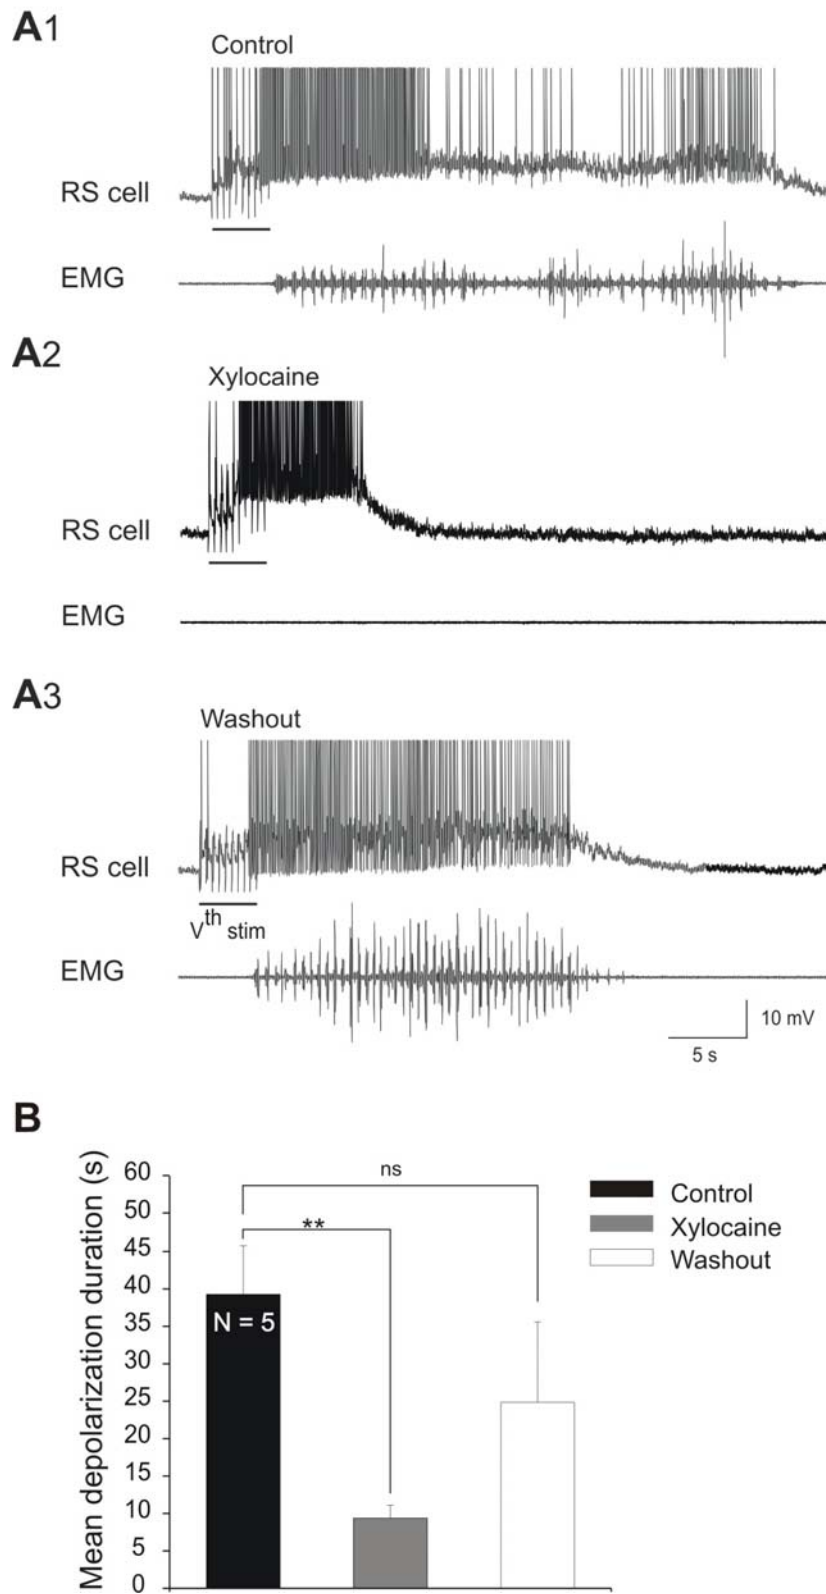 A1
Control
RS cell
EMG
A2
Xylocaine
RS cell
EMG
A3
Washout
RS cell
Vth stim
EMG
10 mV
5 s
B
Mean depolarization duration (s)
60
55
50
45
40
35
30
25
20
15
10
5
0
ns
**
N = 5
Control
Xylocaine
Washout